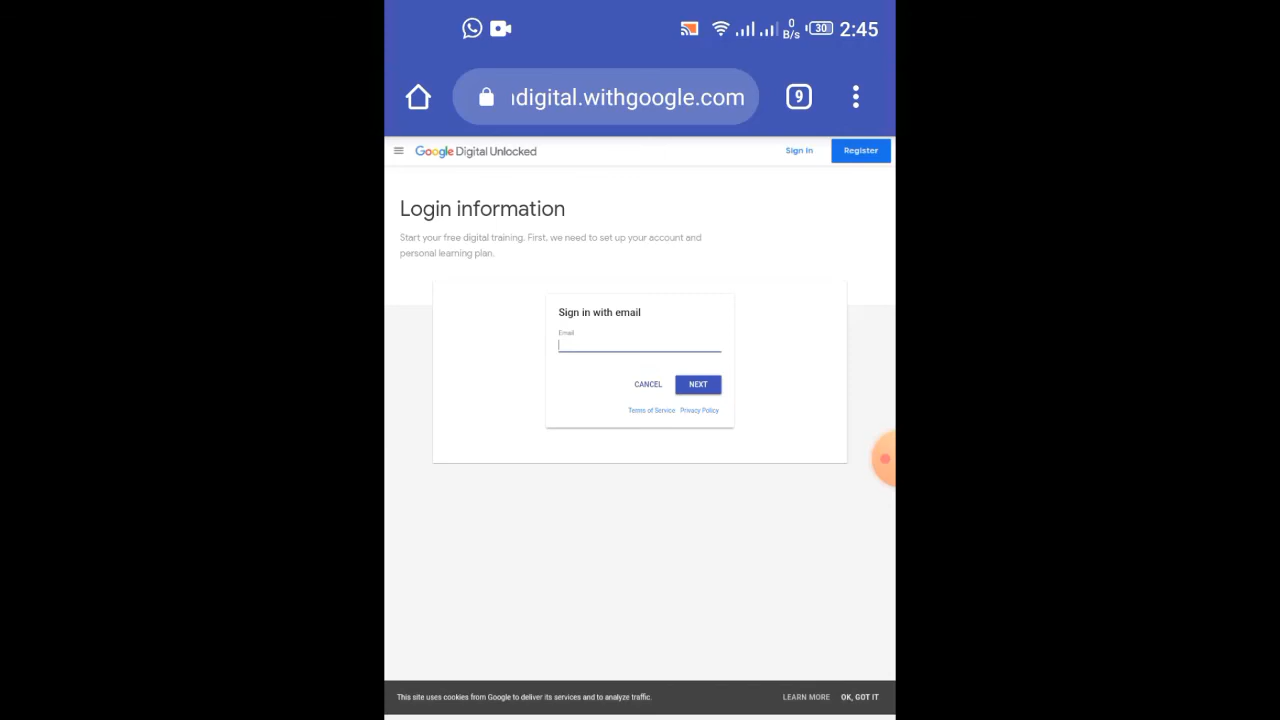 0
B/s
30
2:45
digital.withgoogle.com
9
Google Digital Unlocked
Sign in
Register
Login information
Start your free digital training. First, we need to set up your account and
personal learning plan.
Sign in with email
Email
CANCEL
NEXT
Terms of Service
Privacy Policy
This site uses cookies from Google to deliver its services and to analyze traffic.
LEARN MORE
OK, GOT IT